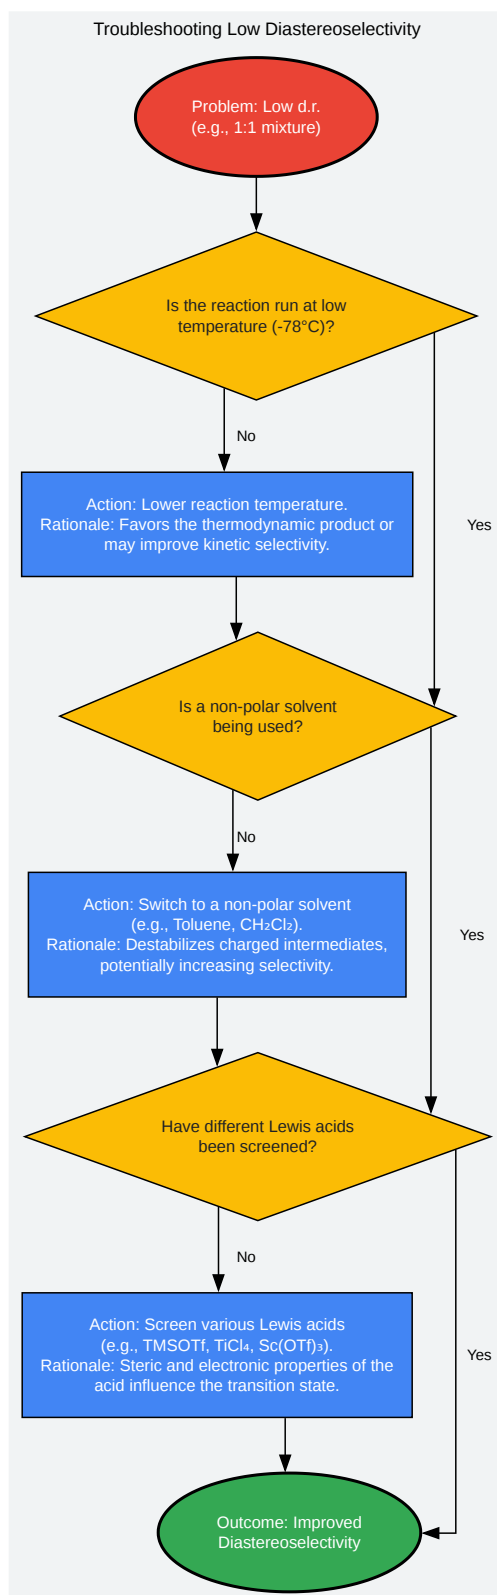 Troubleshooting Low Diastereoselectivity
Problem: Low d.r.
(e.g., 1:1 mixture)
Is the reaction run at low
temperature (-78°C)?
No
Action: Lower reaction temperature.
Rationale: Favors the thermodynamic product or
may improve kinetic selectivity.
Yes
Is a non-polar solvent
being used?
No
Action: Switch to a non-polar solvent
(e.g., Toluene, CH₂Cl₂).
Rationale: Destabilizes charged intermediates,
potentially increasing selectivity.
Yes
Have different Lewis acids
been screened?
No
Action: Screen various Lewis acids
(e.g., TMSOTf, TiCl₄, Sc(OTf)₃).
Rationale: Steric and electronic properties of the
acid influence the transition state.
Yes
Outcome: Improved
Diastereoselectivity